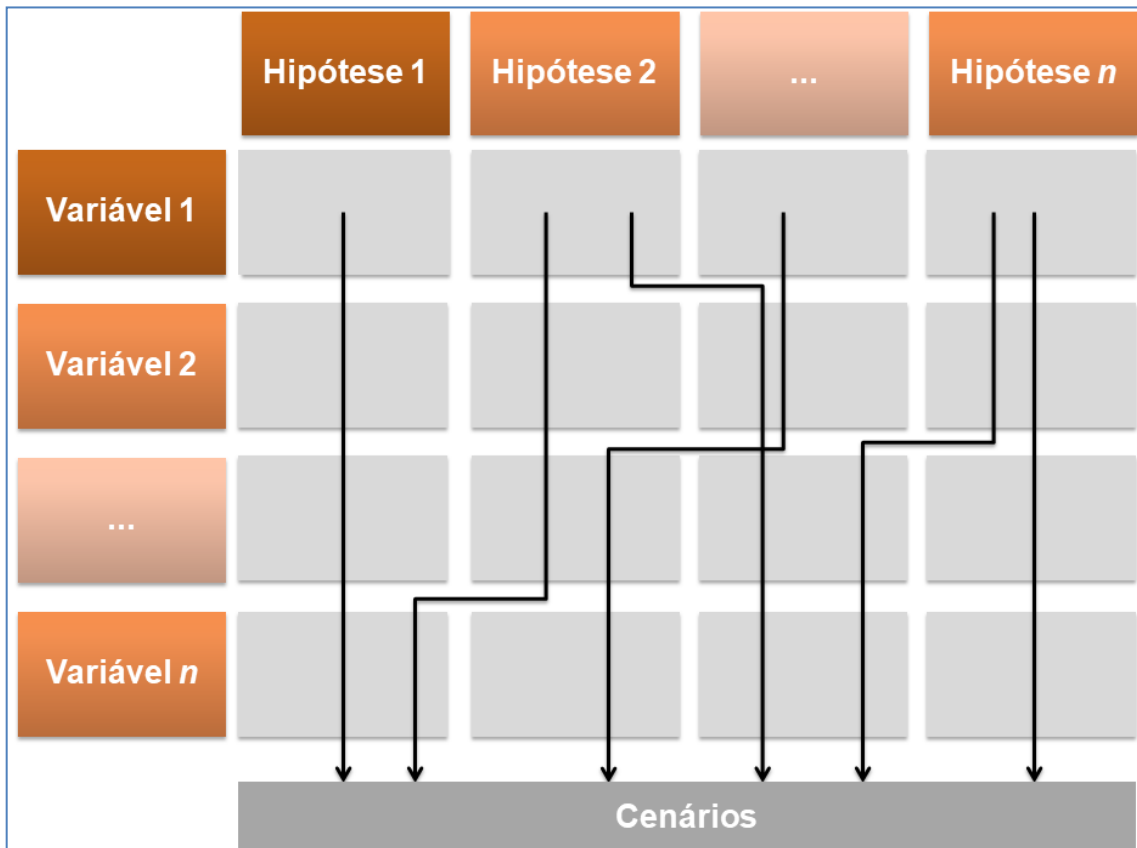 Hipótese 1
Hipótese 2
...
Hipótese n
Variável 1
Variável 2
...
Variável n
Cenários